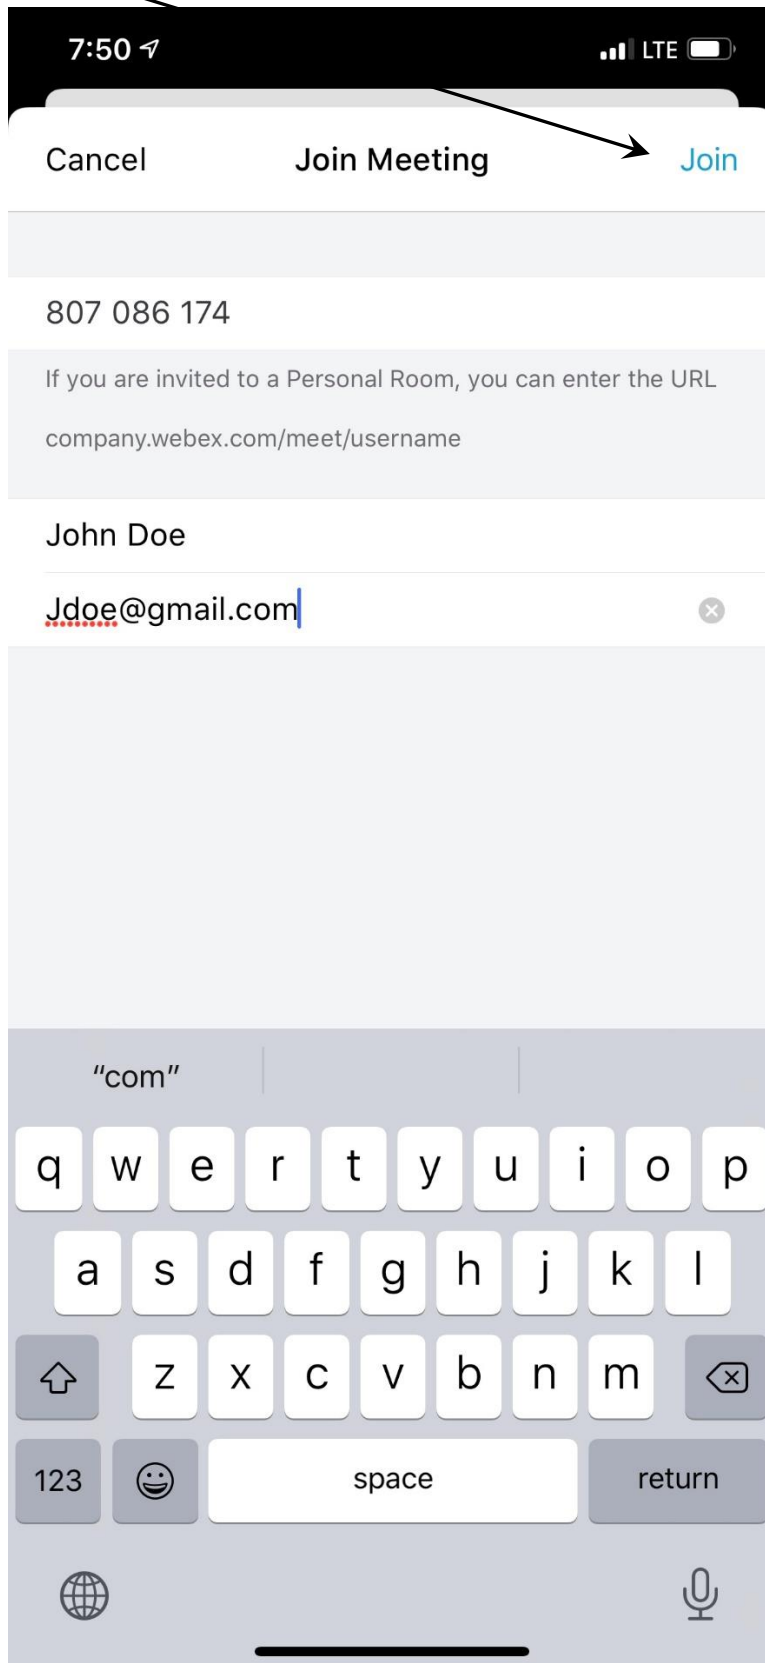 7:50 LTE
Cancel Join Meeting Join
807 086 174
If you are invited to a Personal Room, you can enter the URL
company.webex.com/meet/username
John Doe
Jdoe@gmail.com
“com”
q w e r t y u i o p
a s d f g h j k l
z x c v b n m
123 space return